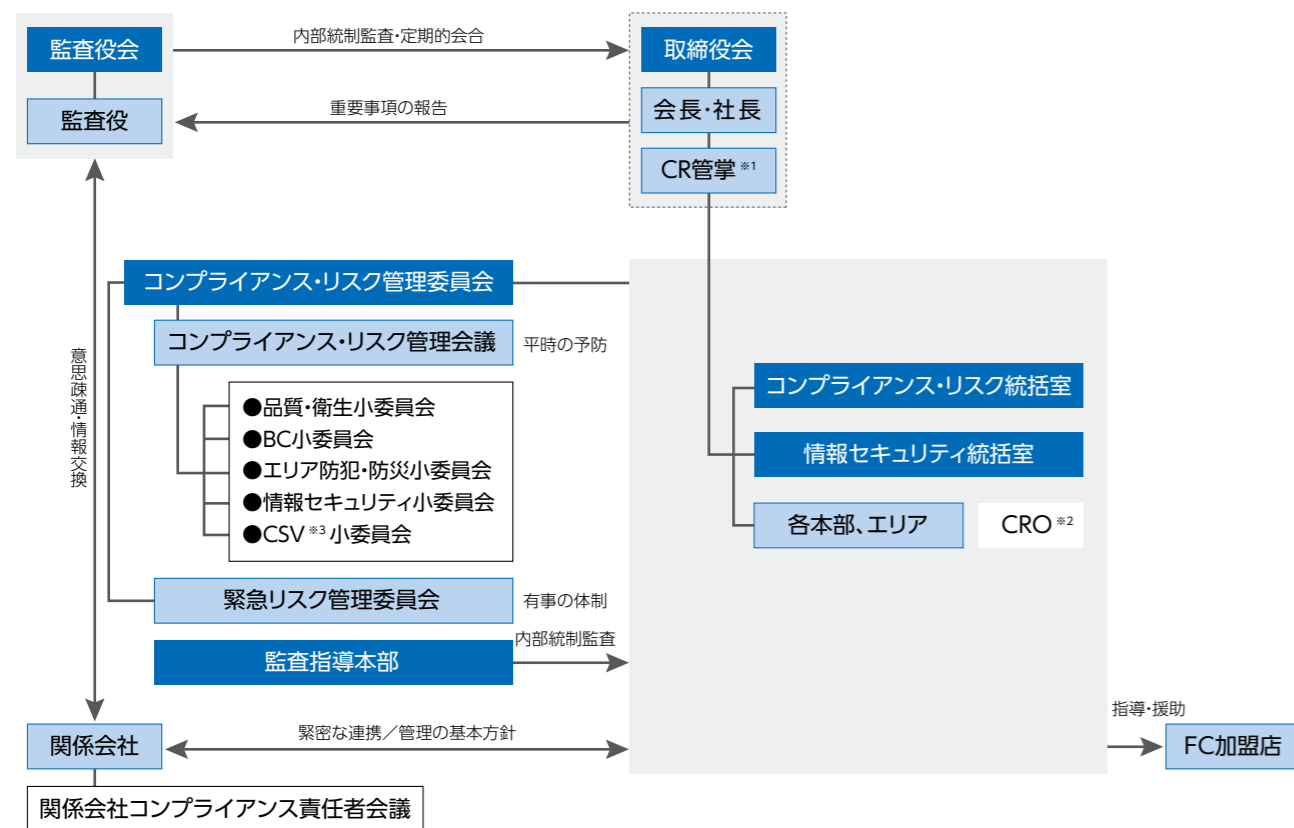 監査役会
内部統制監査・定期的会合
取締役会
監査役
重要事項の報告
会長・社長
CR管掌※1
コンプライアンス・リスク管理委員会
コンプライアンス・リスク管理会議
平時の予防
意思疎通・情報交換
●品質・衛生小委員会
●BC小委員会
●エリア防犯・防災小委員会
●情報セキュリティ小委員会
●CSV※3小委員会
コンプライアンス・リスク統括室
情報セキュリティ統括室
各本部、エリア
CRO※2
緊急リスク管理委員会
有事の体制
監査指導本部
内部統制監査
関係会社
緊密な連携／管理の基本方針
指導・援助
FC加盟店
関係会社コンプライアンス責任者会議